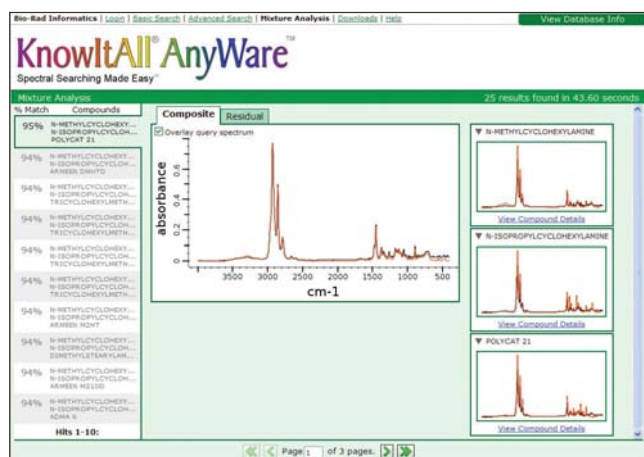 Bio-Rad Informatics | Login | Basic Search | Advanced Search | Mixture Analysis | Downloads | Help
View Database Info
KnowItAll® AnyWare™
Spectral Searching Made Easy™
Mixture Analysis
25 results found in 43.60 seconds
% Match Compounds
95% N-METHYLCYCLOHEXY...
N-ISOPROPYLCYCLOH...
POLYCAT 21
94% N-METHYLCYCLOHEXY...
N-ISOPROPYLCYCLOH...
ARMEEN DMHTD
94% N-METHYLCYCLOHEXY...
N-ISOPROPYLCYCLOH...
TRICYCLOHEXYLMETH...
94% N-METHYLCYCLOHEXY...
N-ISOPROPYLCYCLOH...
TRICYCLOHEXYLMETH...
94% N-METHYLCYCLOHEXY...
N-ISOPROPYLCYCLOH...
TRICYCLOHEXYLMETH...
94% N-METHYLCYCLOHEXY...
N-ISOPROPYLCYCLOH...
TRICYCLOHEXYLMETH...
94% N-METHYLCYCLOHEXY...
N-ISOPROPYLCYCLOH...
ARMEEN M2HT
94% N-METHYLCYCLOHEXY...
N-ISOPROPYLCYCLOH...
DIMETHYLSTEARYLAM...
94% N-METHYLCYCLOHEXY...
N-ISOPROPYLCYCLOH...
94% N-METHYLCYCLOHEXY...
N-ISOPROPYLCYCLOH...
Hits 1-10:
Composite Residual
Overlay query spectrum
absorbance
0 0.2 0.4 0.6
3500 3000 2500 2000 1500 1000 500
cm-1
N-METHYLCYCLOHEXYLAMINE
View Compound Details
N-ISOPROPYLCYCLOHEXYLAMINE
View Compound Details
POLYCAT 21
View Compound Details
Page 1 of 3 pages.